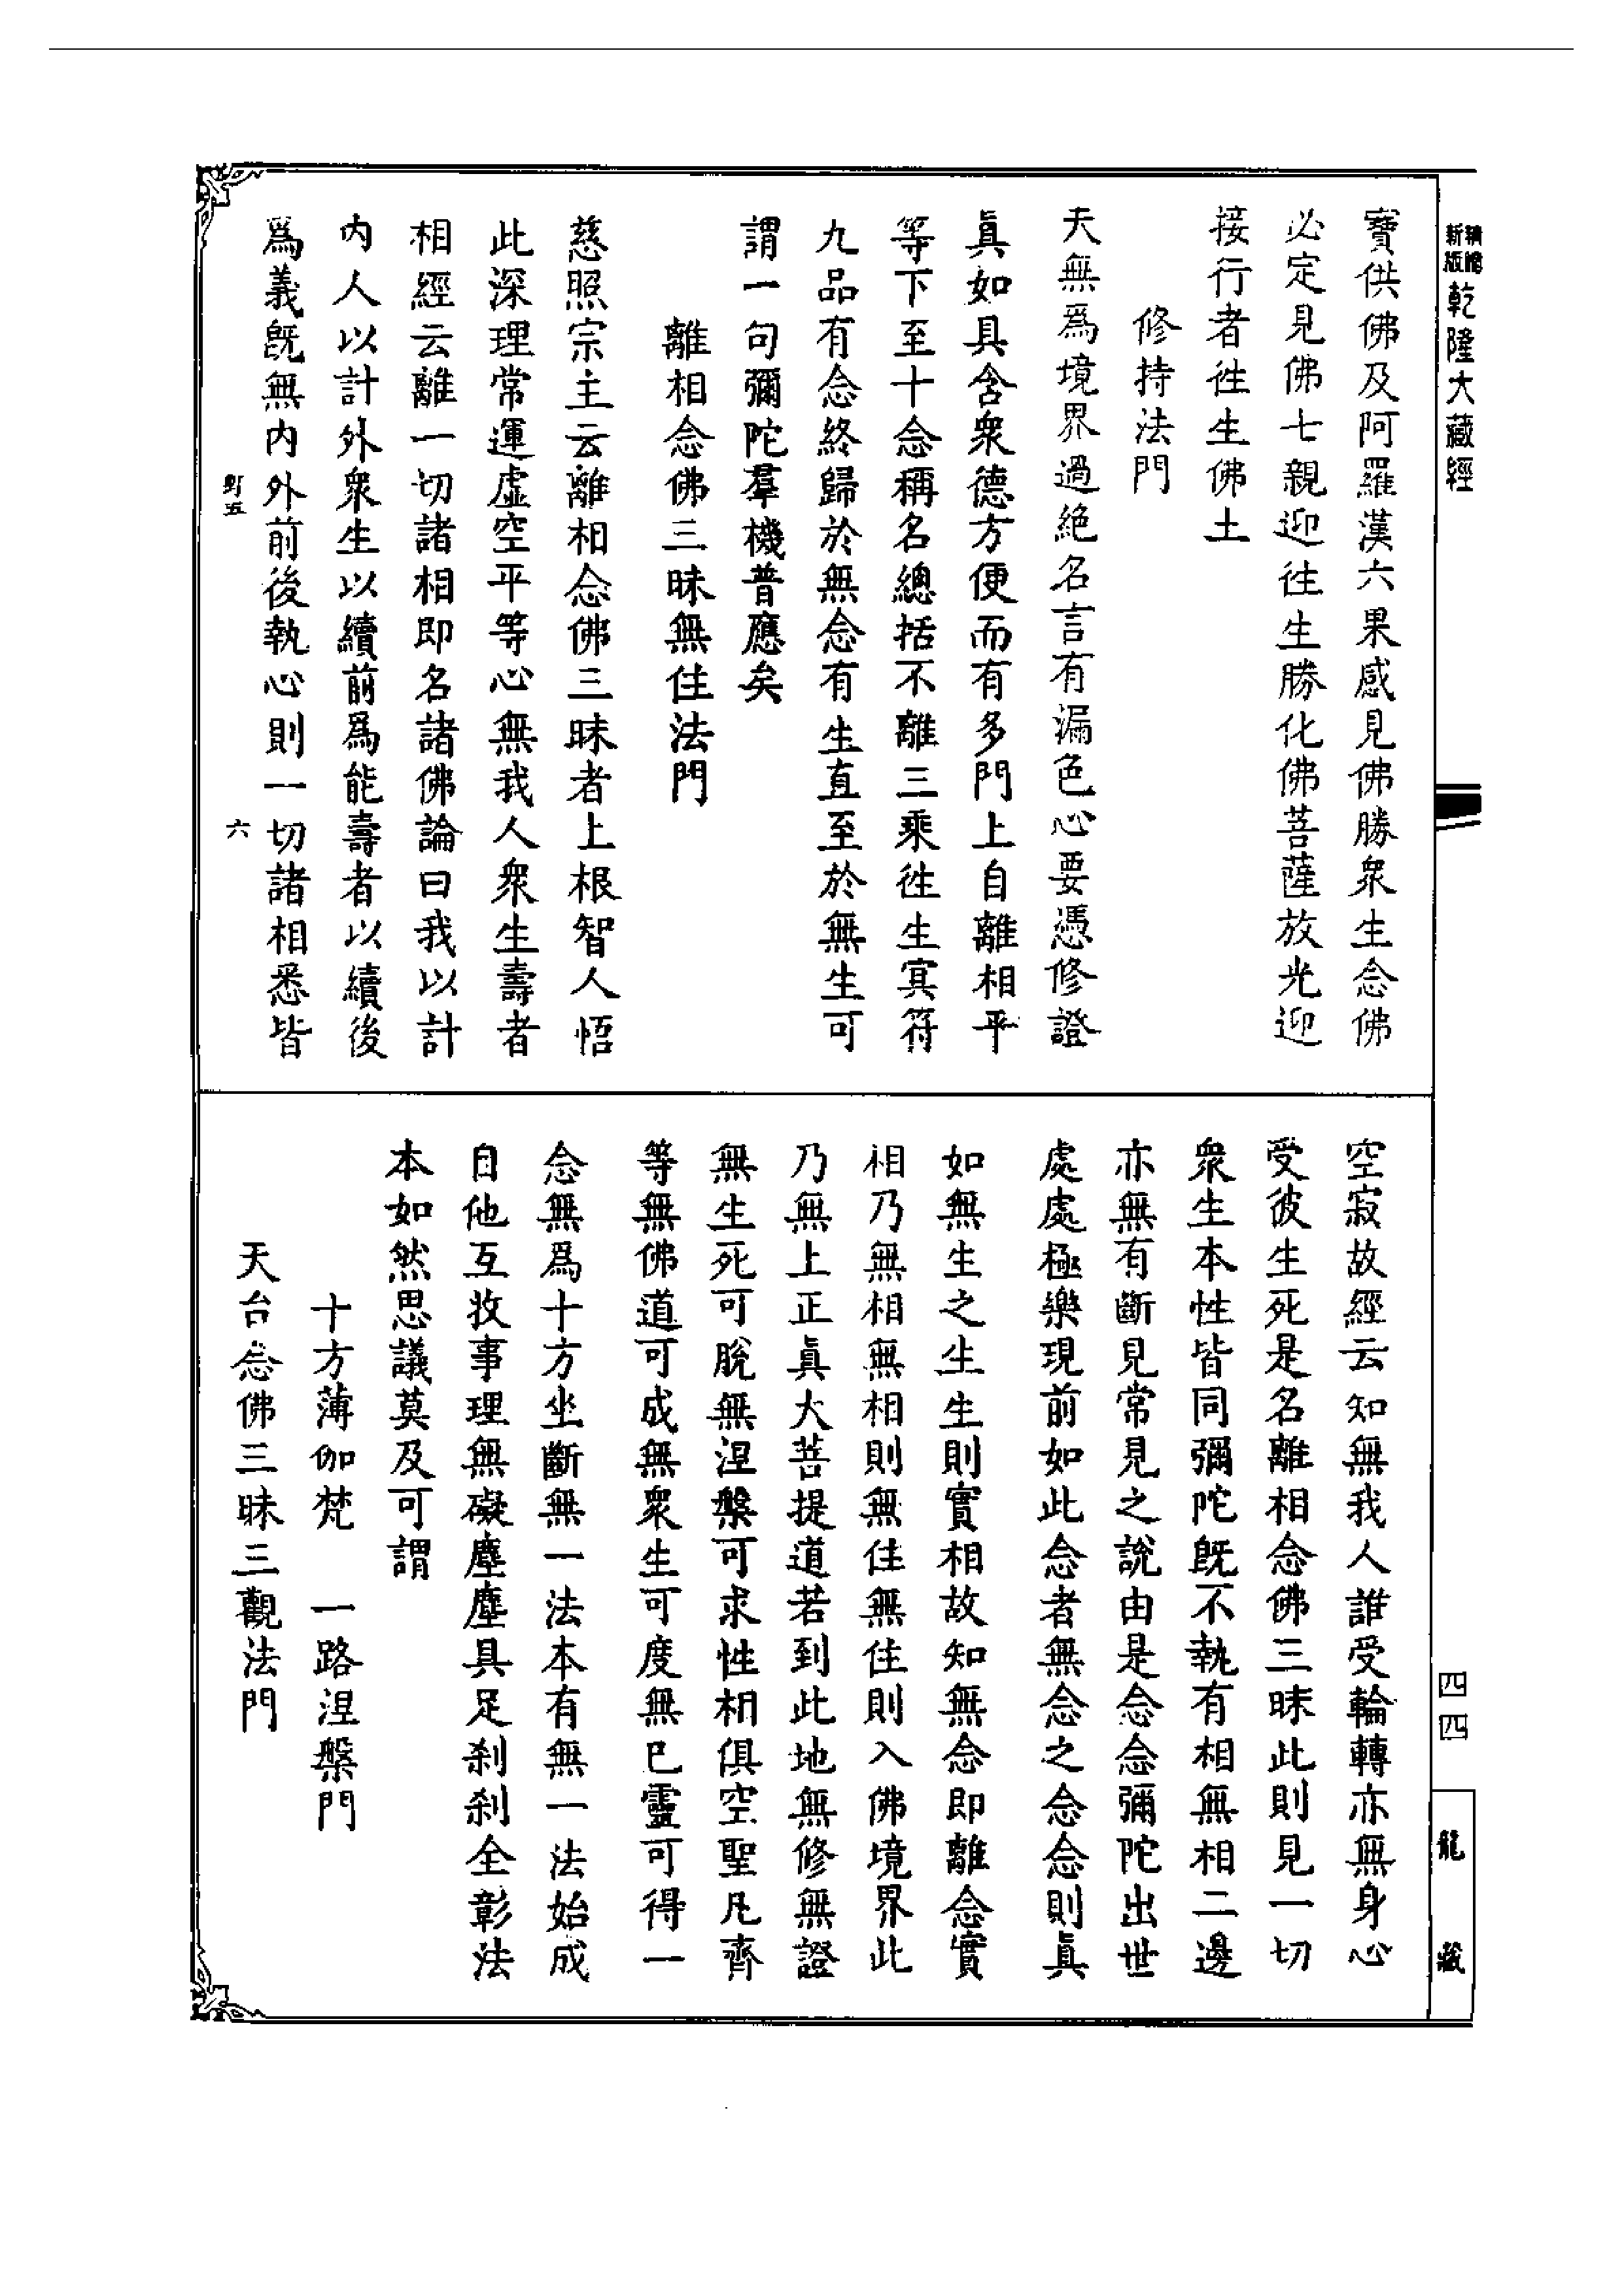 新版
精縮
乾隆大藏經
寶供佛及阿羅漢六果感見佛勝衆生念佛
必定見佛七親迎往生勝化佛菩薩放光迎
接行者徃生佛土
修持法門
夫無爲境界過絶名言有漏色心要憑修證
眞如具含衆德方便而有多門上自離相平
等下至十念稱名總括不離三乘徃生㝠符
九品有念終歸於無念有生直至於無生可
謂一句彌陀羣機普應矣
離相念佛三昧無住法門
慈照宗主云離相念佛三昧者上根智人悟
此深理常運虛空平等心無我人衆生壽者
相經云離一切諸相即名諸佛論曰我以計
内人以計外衆生以續前爲能壽者以續後
爲義旣無内外前後執心則一切諸相悉皆
六
空寂故經云知無我人誰受輪轉亦無身心
受彼生死是名離相念佛三昧此則見一切
衆生本性皆同彌陀旣不執有相無相二邊
亦無有斷見常見之說由是念念彌陀出世
處處極樂現前如此念者無念之念念則眞
如無生之生生則實相故知無念即離念實
相乃無相無相則無住無住則入佛境界此
乃無上正眞大菩提道若到此地無修無證
無生死可脫無涅槃可求性相俱空聖凡齊
等無佛道可成無衆生可度無已靈可得一
念無爲十方坐斷無一法本有無一法始成
自他互收事理無礙塵塵具足刹刹全彰法
本如然思議莫及可謂
十方薄伽梵　一路涅槃門
天台念佛三昧三觀法門
四四
龍藏